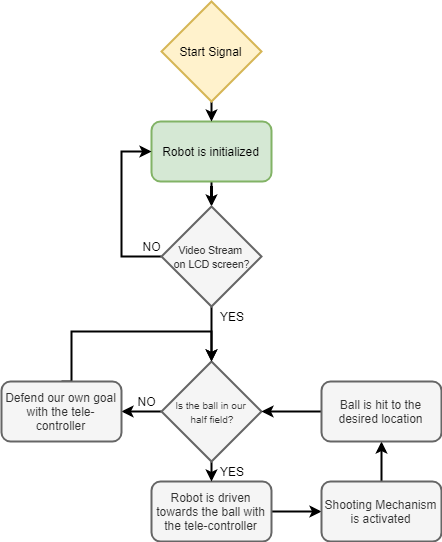 Start Signal
Robot is initialized
Video Stream
on LCD screen?
NO
YES
Defend our own goal
with the tele-
controller
NO
Is the ball in our
half field?
Ball is hit to the
desired location
YES
Robot is driven
towards the ball with
the tele-controller
Shooting Mechanism
is activated